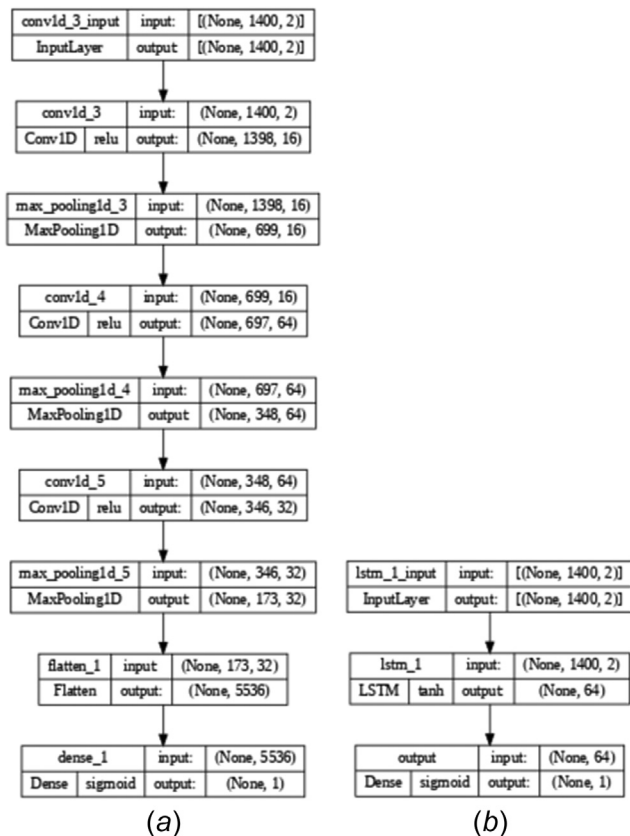 conv1d_3_input input: [(None, 1400, 2)]
InputLayer output [(None, 1400, 2)]
conv1d_3 input: (None, 1400, 2)
Conv1D relu output: (None, 1398, 16)
max_pooling1d_3 input: (None, 1398, 16)
MaxPooling1D output: (None, 699, 16)
conv1d_4 input: (None, 699, 16)
Conv1D relu output: (None, 697, 64)
max_pooling1d_4 input: (None, 697, 64)
MaxPooling1D output (None, 348, 64)
conv1d_5 input: (None, 348, 64)
Conv1D relu output: (None, 346, 32)
max_pooling1d_5 input: (None, 346, 32)
MaxPooling1D output (None, 173, 32)
flatten_1 input (None, 173, 32)
Flatten output: (None, 5536)
dense_1 input: (None, 5536)
Dense sigmoid output: (None, 1)
(a)
lstm_1_input input: [(None, 1400, 2)]
InputLayer output: [(None, 1400, 2)]
lstm_1 input: (None, 1400, 2)
LSTM tanh output (None, 64)
output input: (None, 64)
Dense sigmoid output: (None, 1)
(b)